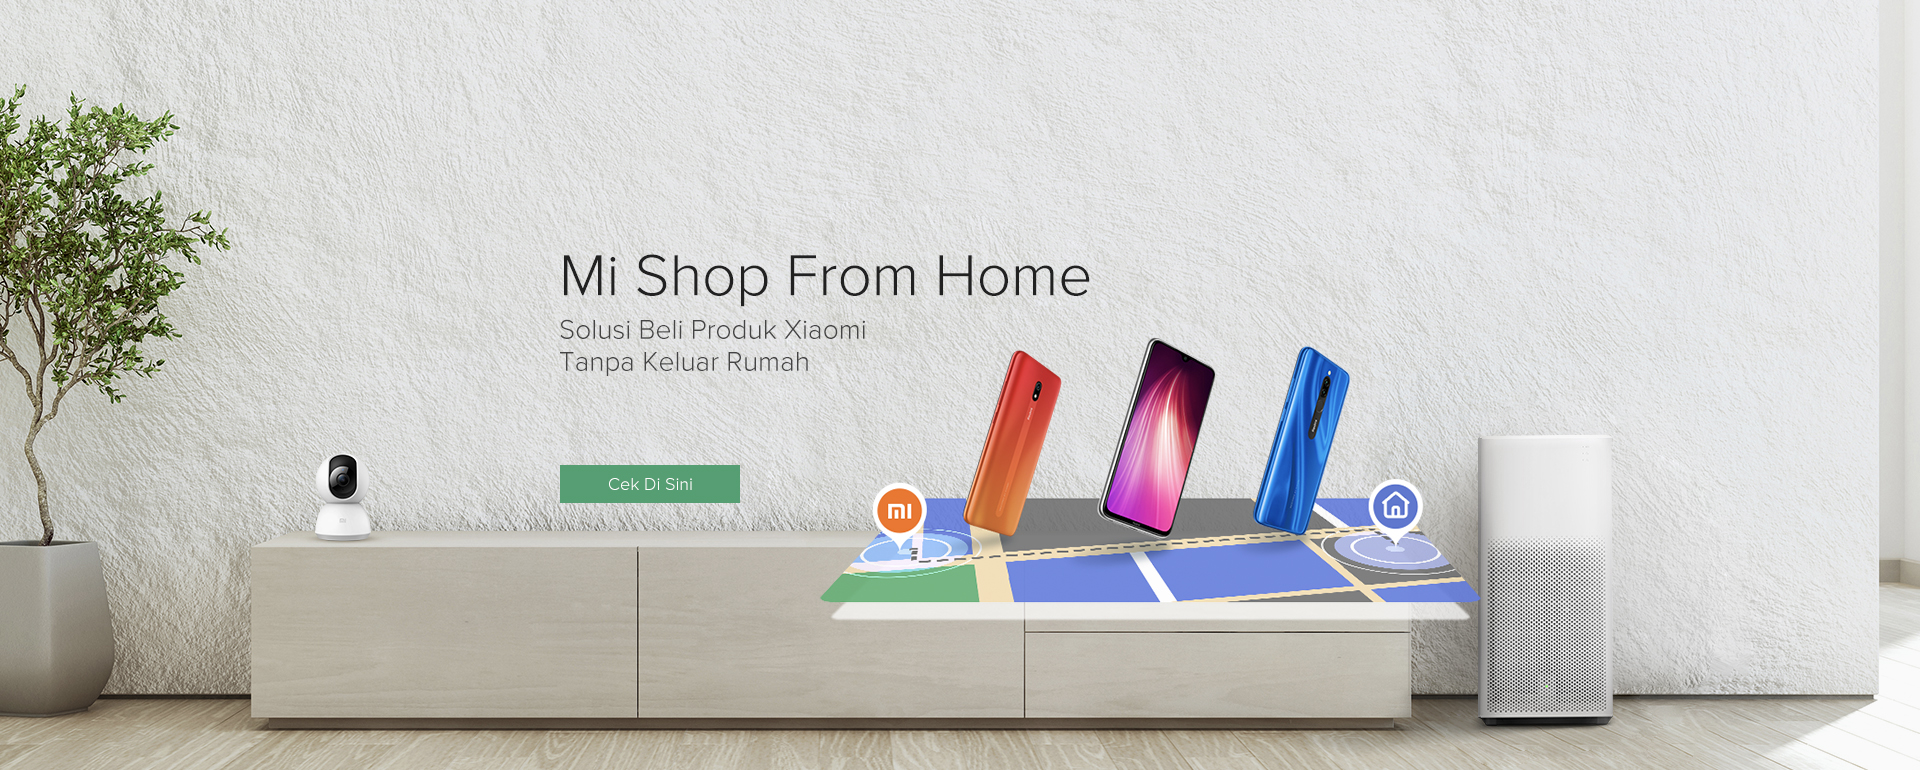 Mi Shop From Home
Solusi Beli Produk Xiaomi
Tanpa Keluar Rumah
Cek Di Sini
mi